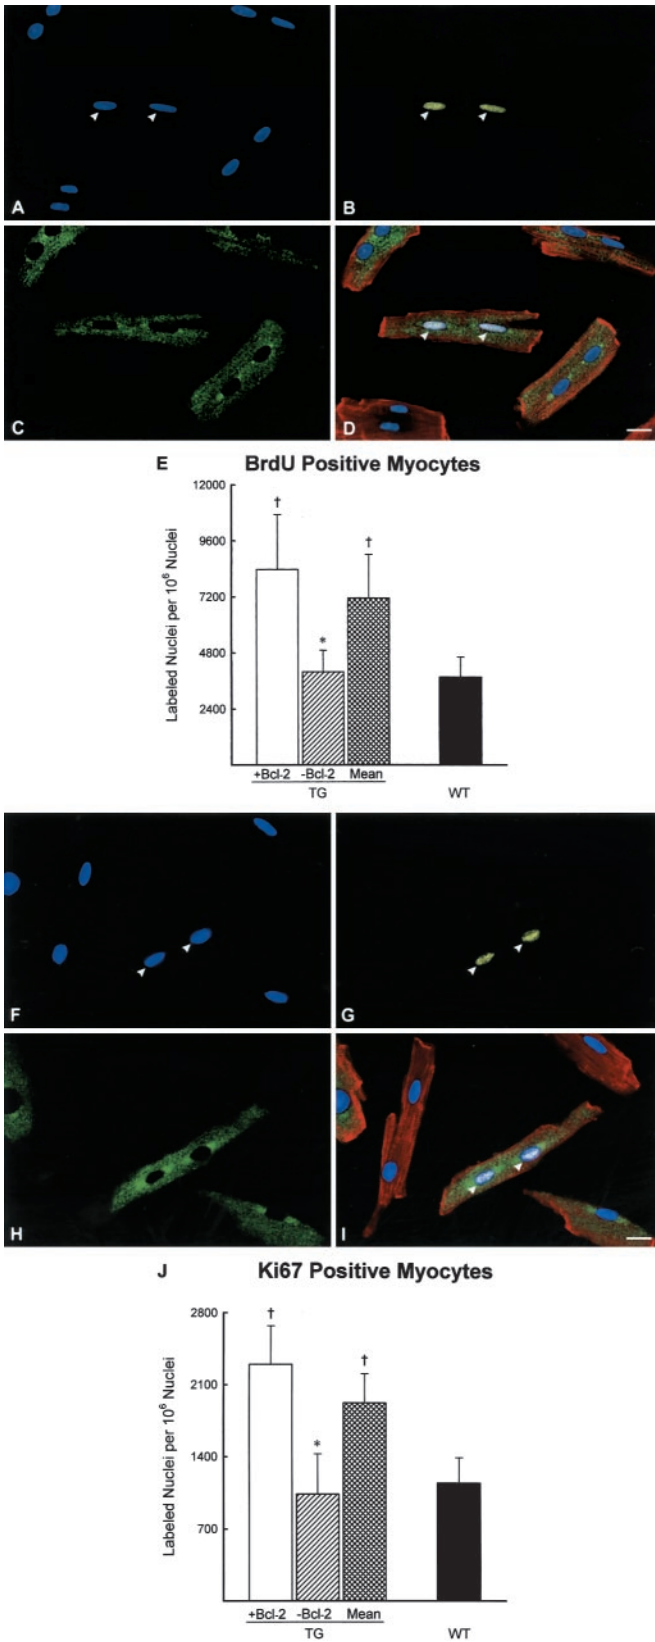 A
B
C
D
E BrdU Positive Myocytes
Labeled Nuclei per 10⁶ Nuclei
12000
9600
7200
4800
2400
†
*
†
+Bcl-2 -Bcl-2 Mean
TG WT
F
G
H
I
J Ki67 Positive Myocytes
Labeled Nuclei per 10⁶ Nuclei
2800
2100
1400
700
†
*
†
+Bcl-2 -Bcl-2 Mean
TG WT